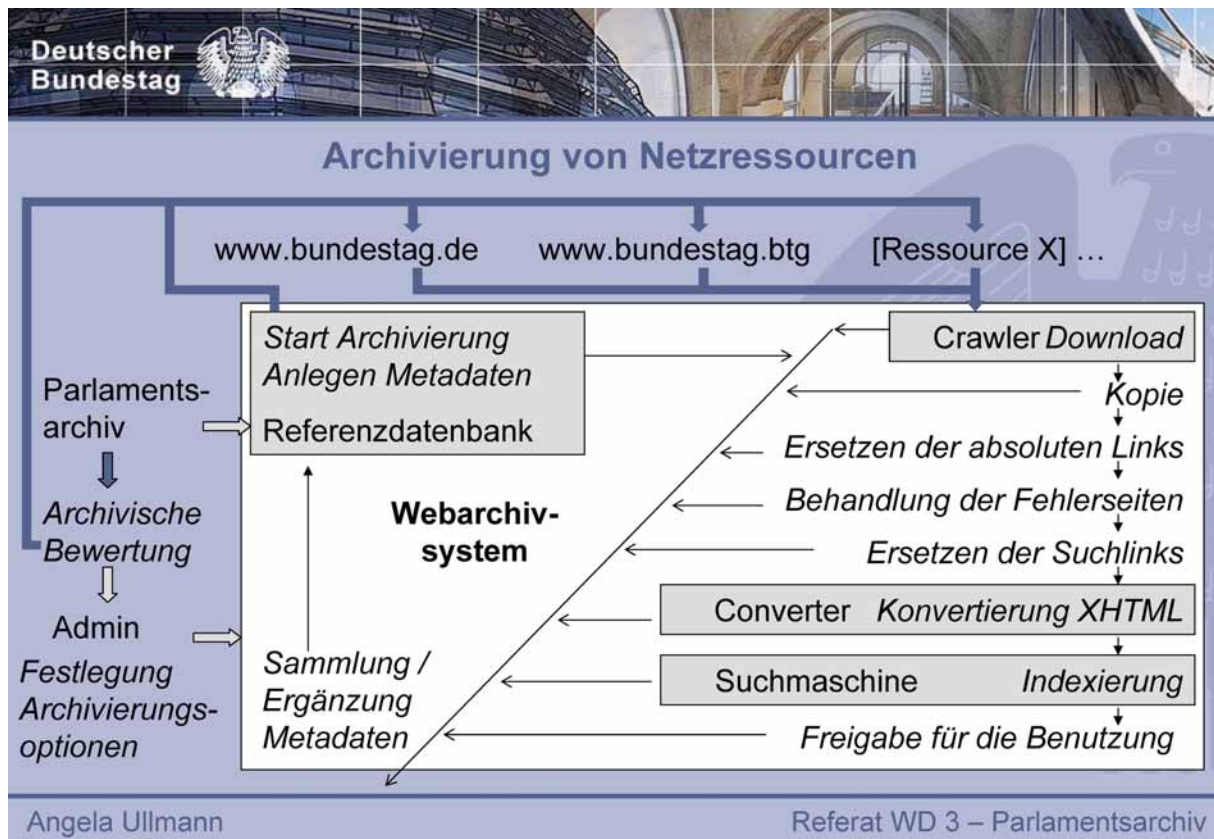 Deutscher
Bundestag
Archivierung von Netzressourcen
www.bundestag.de
www.bundestag.btg
[Ressource X] …
Parlaments-
archiv
Archivische
Bewertung
Admin
Festlegung
Archivierungs-
optionen
Start Archivierung
Anlegen Metadaten
Referenzdatenbank
Webarchiv-
system
Sammlung /
Ergänzung
Metadaten
Crawler Download
Kopie
Ersetzen der absoluten Links
Behandlung der Fehlerseiten
Ersetzen der Suchlinks
Converter Konvertierung XHTML
Suchmaschine Indexierung
Freigabe für die Benutzung
Angela Ullmann
Referat WD 3 – Parlamentsarchiv